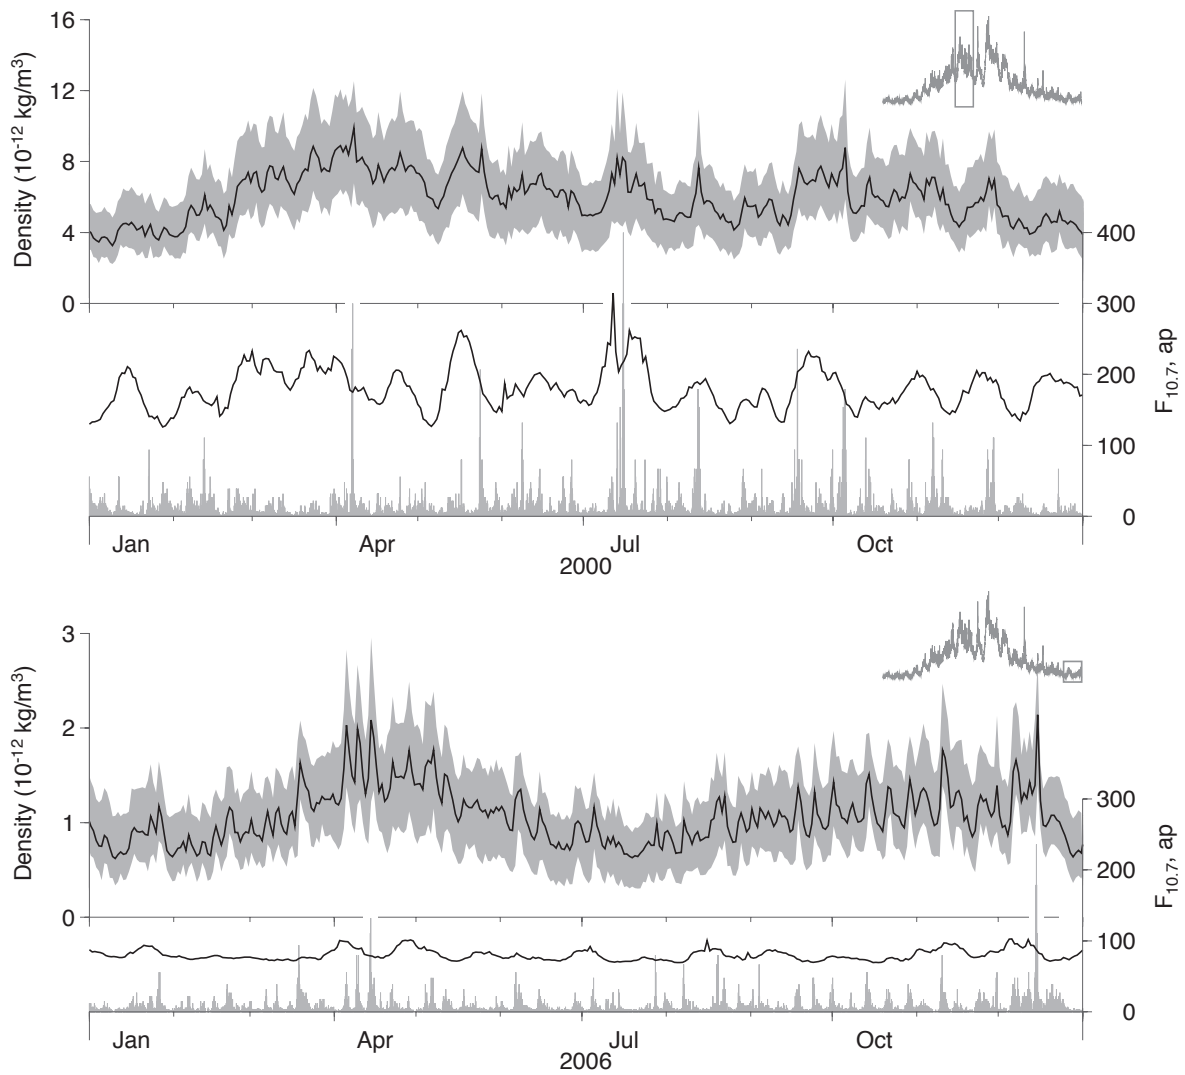 16
12
8
4
0
Density (10⁻¹² kg/m³)
400
300
200
100
0
F₁₀.₇, ap
Jan
Apr
Jul
Oct
2000
3
2
1
0
Density (10⁻¹² kg/m³)
300
200
100
0
F₁₀.₇, ap
Jan
Apr
Jul
Oct
2006